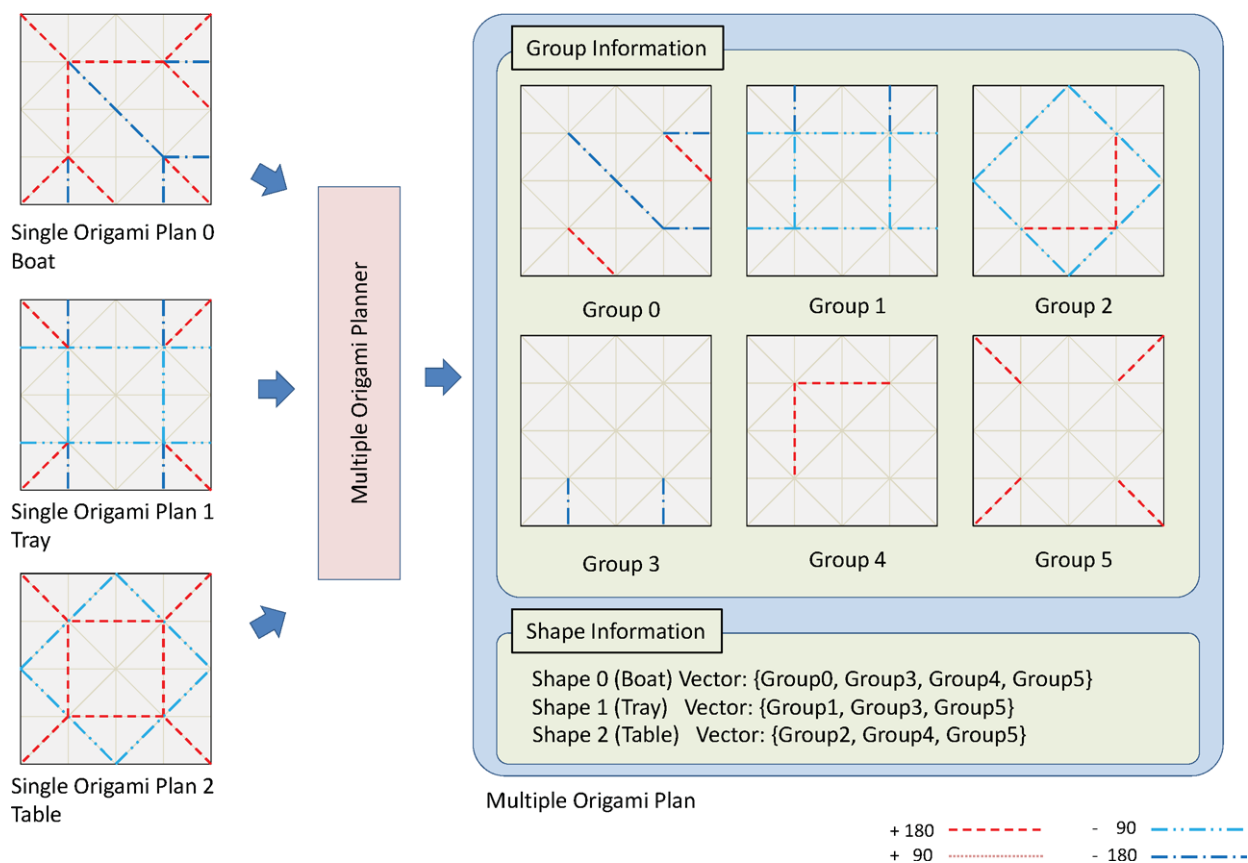 Single Origami Plan 0
Boat
Single Origami Plan 1
Tray
Single Origami Plan 2
Table
Multiple Origami Planner
Group Information
Group 0
Group 1
Group 2
Group 3
Group 4
Group 5
Shape Information
Shape 0 (Boat) Vector: {Group0, Group3, Group4, Group5}
Shape 1 (Tray) Vector: {Group1, Group3, Group5}
Shape 2 (Table) Vector: {Group2, Group4, Group5}
Multiple Origami Plan
+ 180
- 90
+ 90
- 180